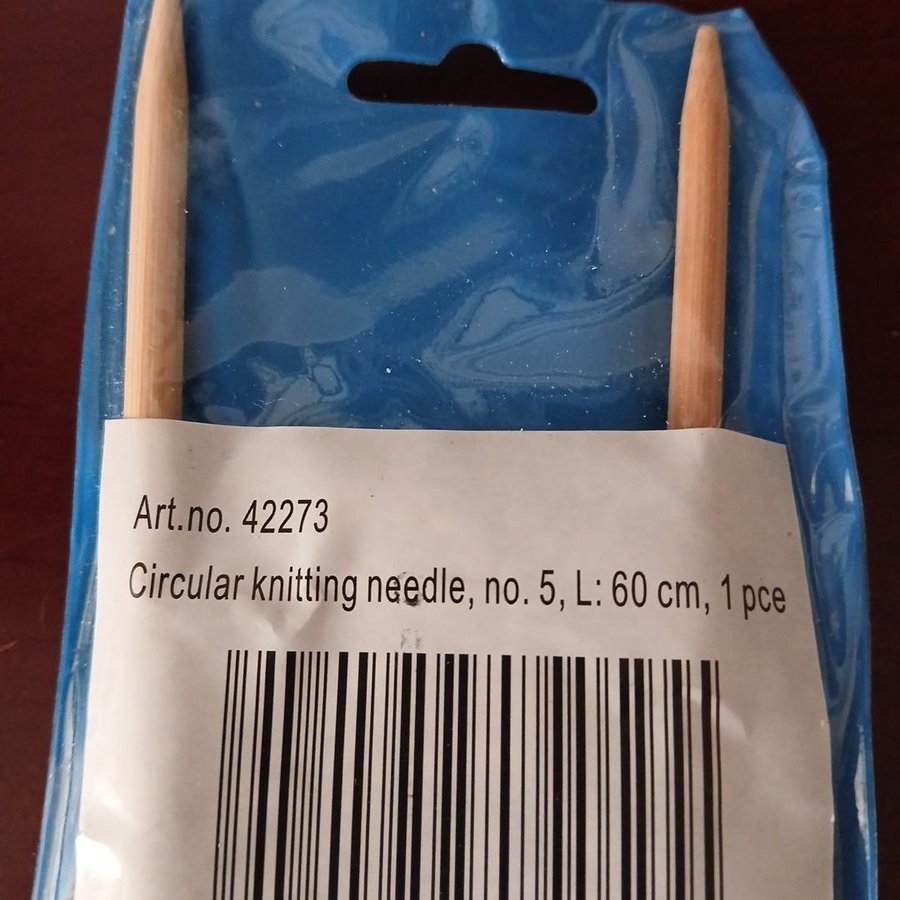 Art.no. 42273
Circular knitting needle, no. 5, L: 60 cm, 1 pce